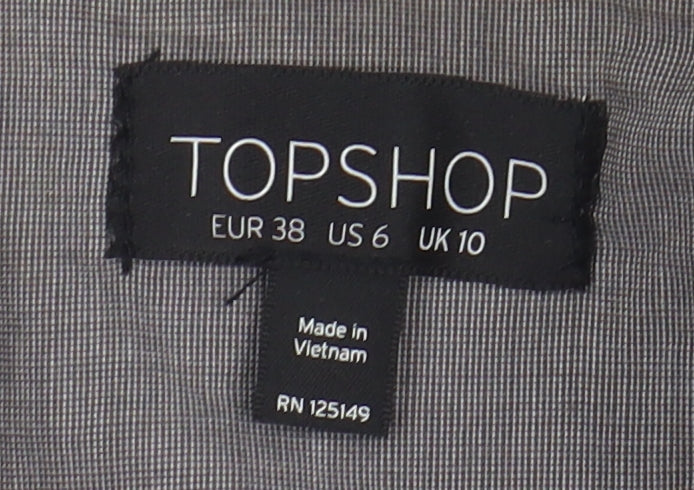 TOPSHOP
EUR 38 US 6 UK 10
Made in
Vietnam
RN 125149